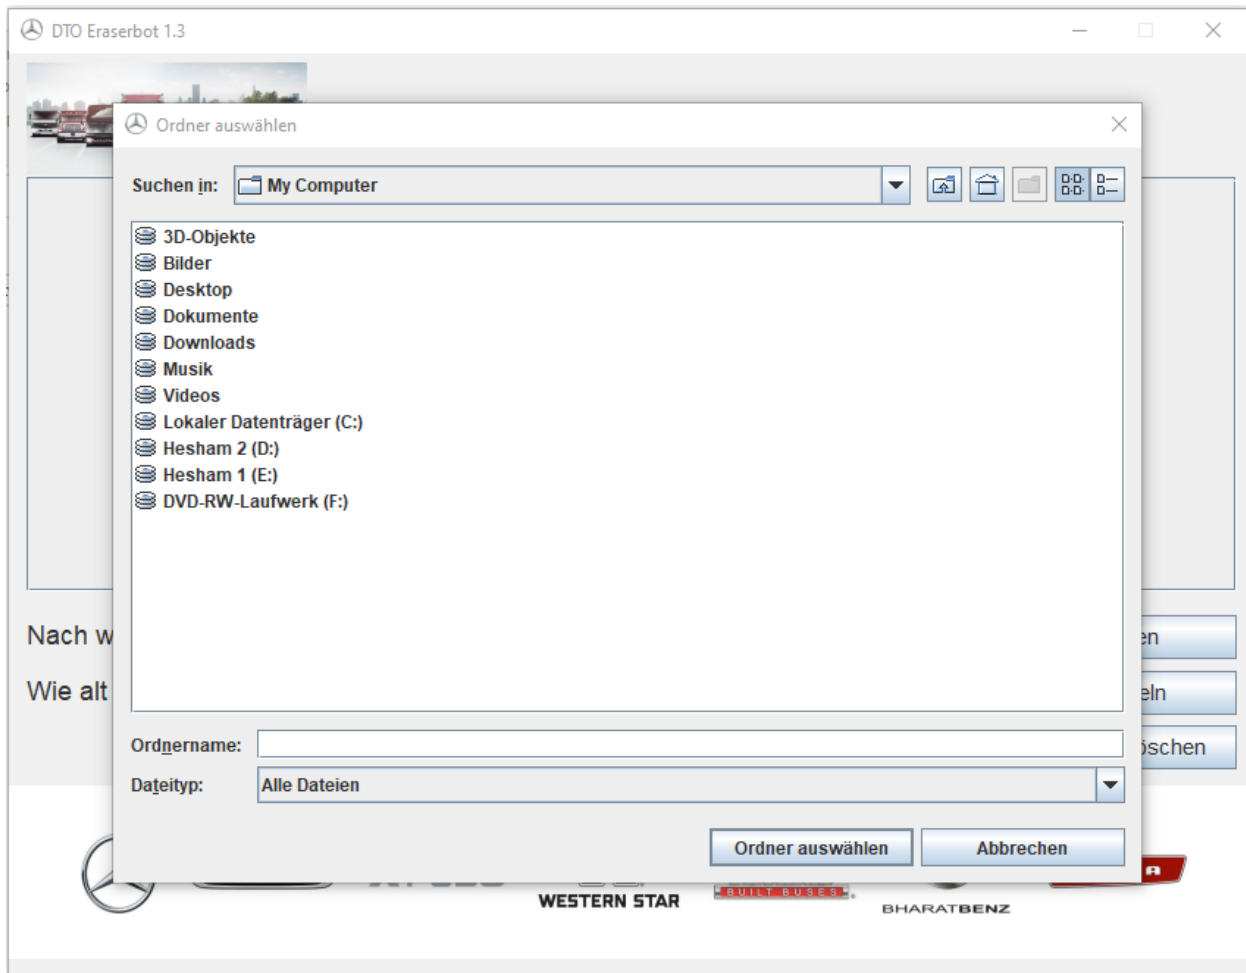 DTO Eraserbot 1.3
Ordner auswählen
Suchen in: My Computer
3D-Objekte
Bilder
Desktop
Dokumente
Downloads
Musik
Videos
Lokaler Datenträger (C:)
Hesham 2 (D:)
Hesham 1 (E:)
DVD-RW-Laufwerk (F:)
Nach w
en
Wie alt
eln
Ordnername:
öschen
Dateityp: Alle Dateien
Ordner auswählen Abbrechen
WESTERN STAR
BUILT BUSES
BHARATBENZ